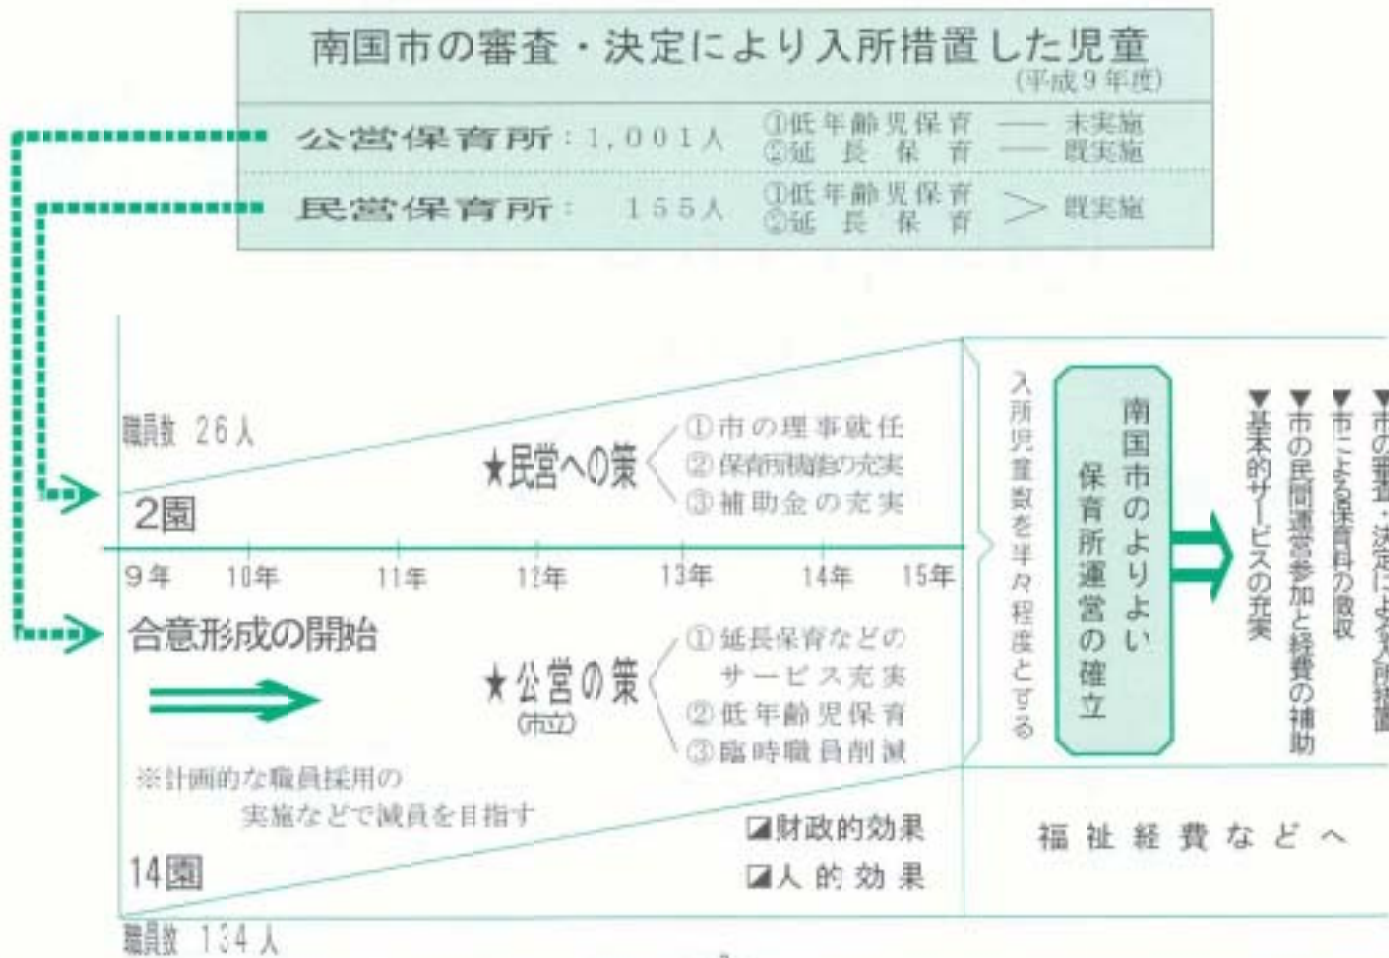 南国市の審査・決定により入所措置した児童
(平成9年度)
公営保育所：1,001人 ①低年齢児保育 ── 未実施
②延長保育 ── 既実施
民営保育所： 155人 ①低年齢児保育
②延長保育 ＞ 既実施
職員数 26人
2園
★民営への策
①市の理事就任
②保育所機能の充実
③補助金の充実
9年 10年 11年 12年 13年 14年 15年
合意形成の開始
★公営の策
(市立)
①延長保育などの
サービス充実
②低年齢児保育
③臨時職員削減
※計画的な職員採用の
実施などで減員を目指す
14園
職員数 134人
◪財政的効果
◪人的効果
入所児童数を半々程度とする
南国市のよりよい
保育所運営の確立
▼市の審査・決定による入所措置
▼市による保育料の徴収
▼市の民間運営参加と経費の補助
▼基本的サービスの充実
福祉経費などへ